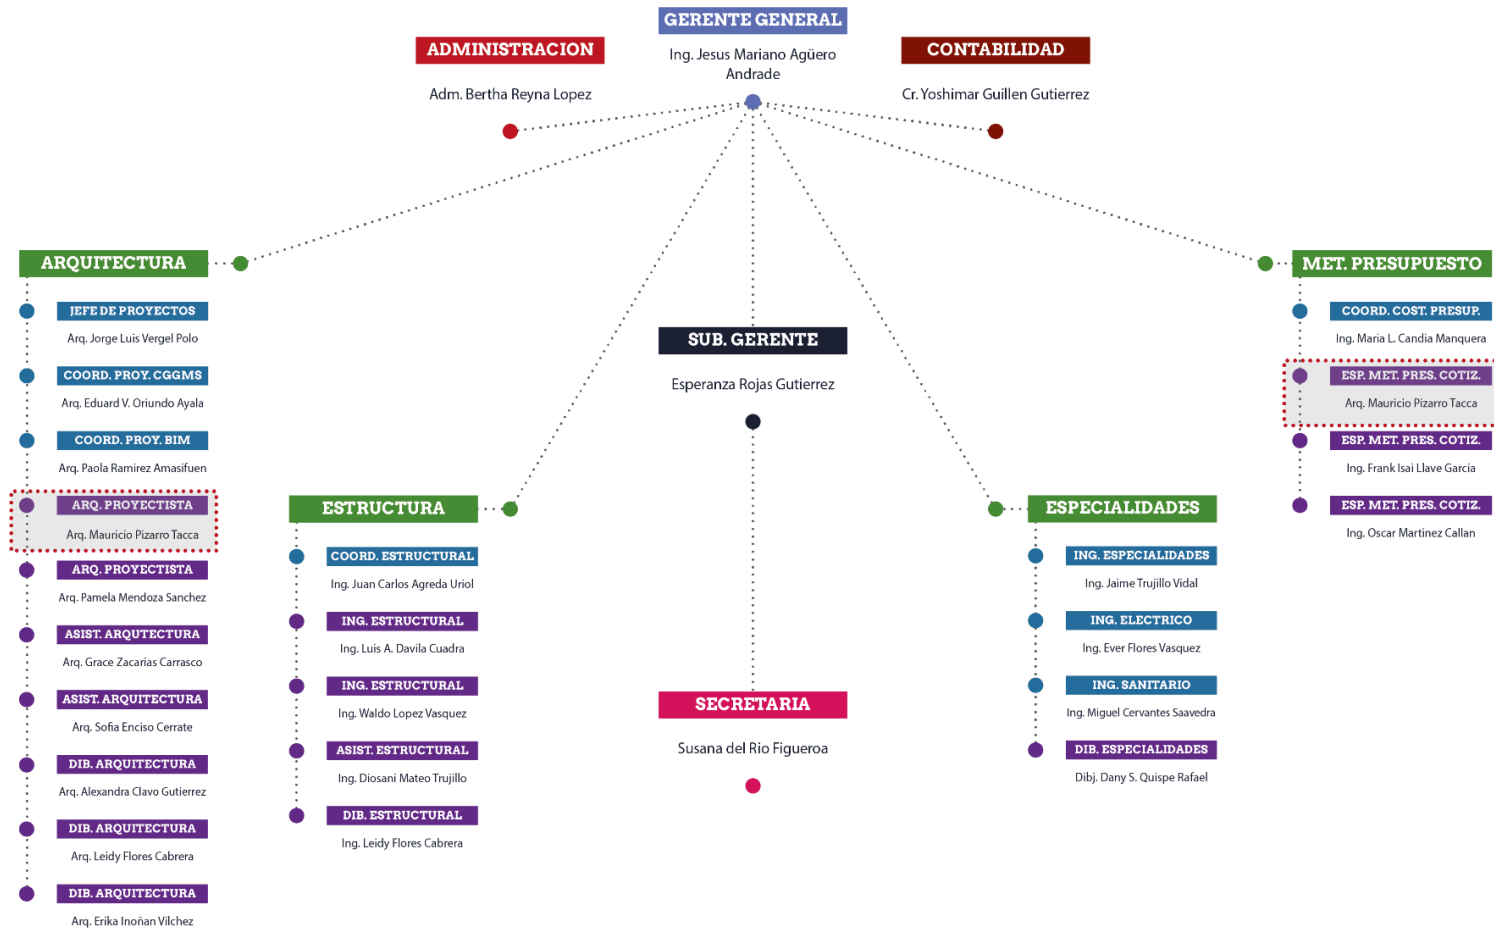 GERENTE GENERAL
Ing. Jesus Mariano Agüero
Andrade
ADMINISTRACION
Adm. Bertha Reyna Lopez
CONTABILIDAD
Cr. Yoshimar Guillen Gutierrez
ARQUITECTURA
JEFE DE PROYECTOS
Arq. Jorge Luis Vergel Polo
COORD. PROY. CGGMS
Arq. Eduard V. Oriundo Ayala
COORD. PROY. BIM
Arq. Paola Ramirez Amasifuen
ARQ. PROYECTISTA
Arq. Mauricio Pizarro Tacca
ARQ. PROYECTISTA
Arq. Pamela Mendoza Sanchez
ASIST. ARQUTECTURA
Arq. Grace Zacarias Carrasco
ASIST. ARQUITECTURA
Arq. Sofia Enciso Cerrate
DIB. ARQUITECTURA
Arq. Alexandra Clavo Gutierrez
DIB. ARQUITECTURA
Arq. Leidy Flores Cabrera
DIB. ARQUITECTURA
Arq. Erika Inoñan Vilchez
ESTRUCTURA
COORD. ESTRUCTURAL
Ing. Juan Carlos Agreda Uriol
ING. ESTRUCTURAL
Ing. Luis A. Davila Cuadra
ING. ESTRUCTURAL
Ing. Waldo Lopez Vasquez
ASIST. ESTRUCTURAL
Ing. Diosani Mateo Trujillo
DIB. ESTRUCTURAL
Ing. Leidy Flores Cabrera
SUB. GERENTE
Esperanza Rojas Gutierrez
SECRETARIA
Susana del Rio Figueroa
ESPECIALIDADES
ING. ESPECIALIDADES
Ing. Jaime Trujillo Vidal
ING. ELECTRICO
Ing. Ever Flores Vasquez
ING. SANITARIO
Ing. Miguel Cervantes Saavedra
DIB. ESPECIALIDADES
Dibj. Dany S. Quispe Rafael
MET. PRESUPUESTO
COORD. COST. PRESUP.
Ing. Maria L. Candia Manquera
ESP. MET. PRES. COTIZ.
Arq. Mauricio Pizarro Tacca
ESP. MET. PRES. COTIZ.
Ing. Frank Isai Llave Garcia
ESP. MET. PRES. COTIZ.
Ing. Oscar Martinez Callan